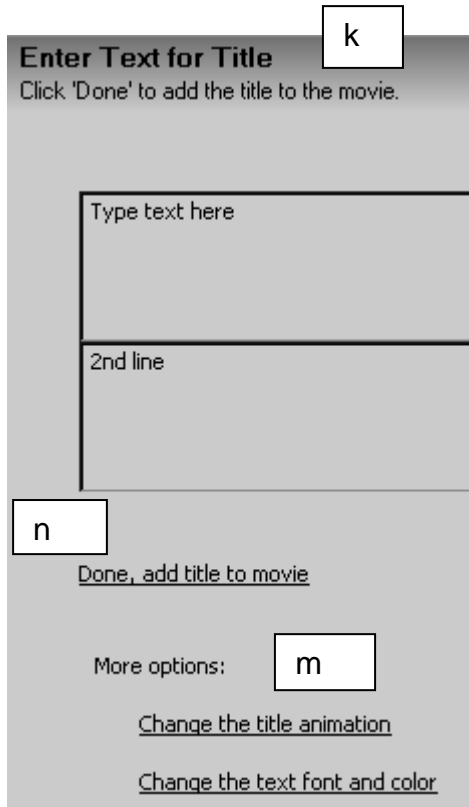 k
Enter Text for Title
Click 'Done' to add the title to the movie.
Type text here
2nd line
n
Done, add title to movie
More options:
m
Change the title animation
Change the text font and color